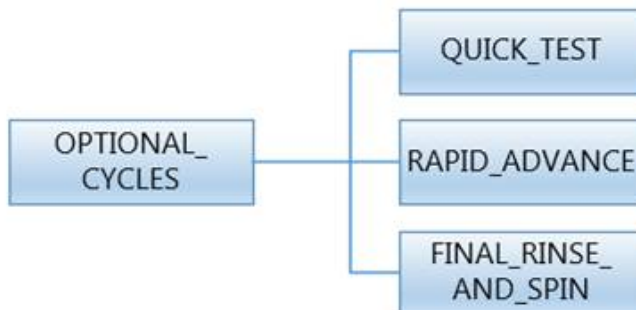 OPTIONAL_
CYCLES
QUICK_TEST
RAPID_ADVANCE
FINAL_RINSE_
AND_SPIN